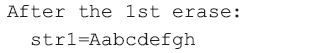 After the 1st erase:
str1=Aabcdefgh